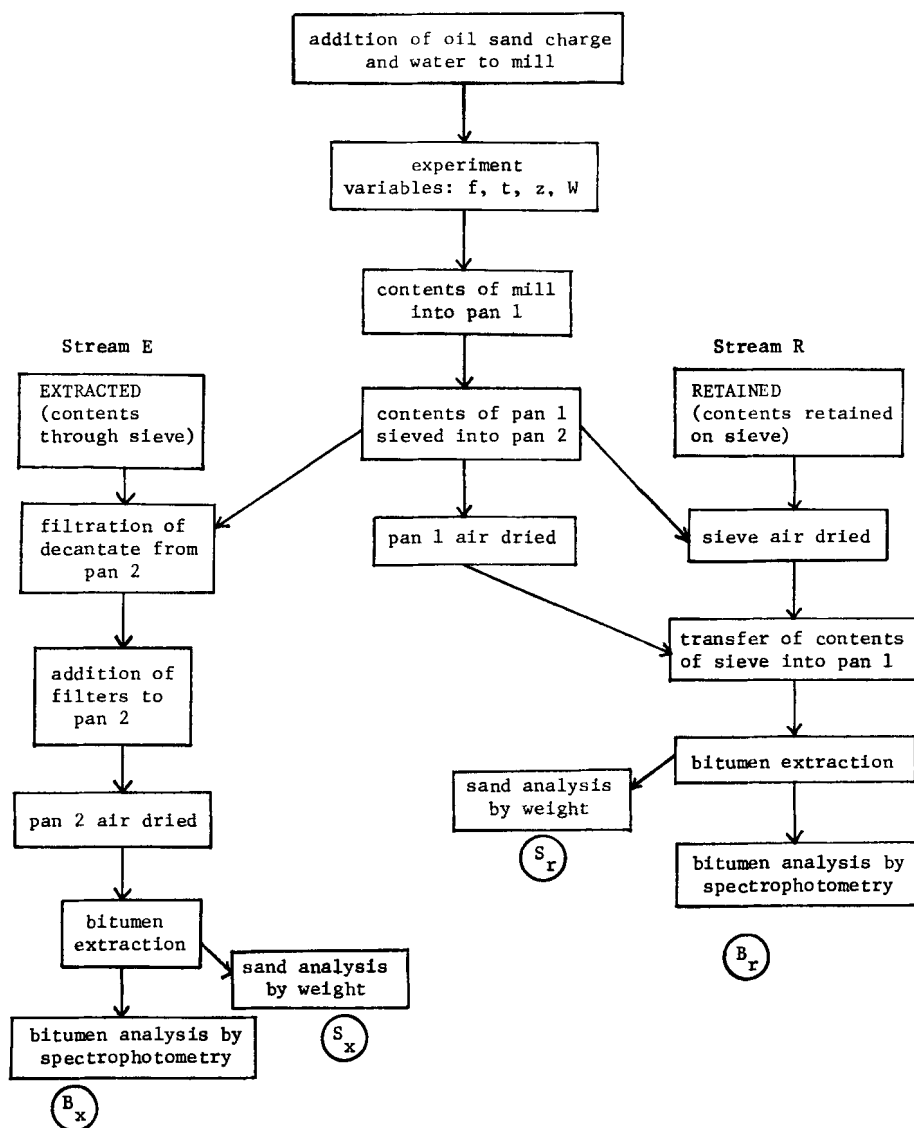 addition of oil sand charge
and water to mill
experiment
variables: f, t, z, W
contents of mill
into pan 1
Stream E
Stream R
EXTRACTED
(contents
through sieve)
contents of pan 1
sieved into pan 2
RETAINED
(contents retained
on sieve)
filtration of
decantate from
pan 2
pan 1 air dried
sieve air dried
addition of
filters to
pan 2
transfer of contents
of sieve into pan 1
pan 2 air dried
bitumen extraction
sand analysis
by weight
S_r
bitumen analysis by
spectrophotometry
B_r
bitumen
extraction
sand analysis
by weight
S_x
bitumen analysis by
spectrophotometry
B_x